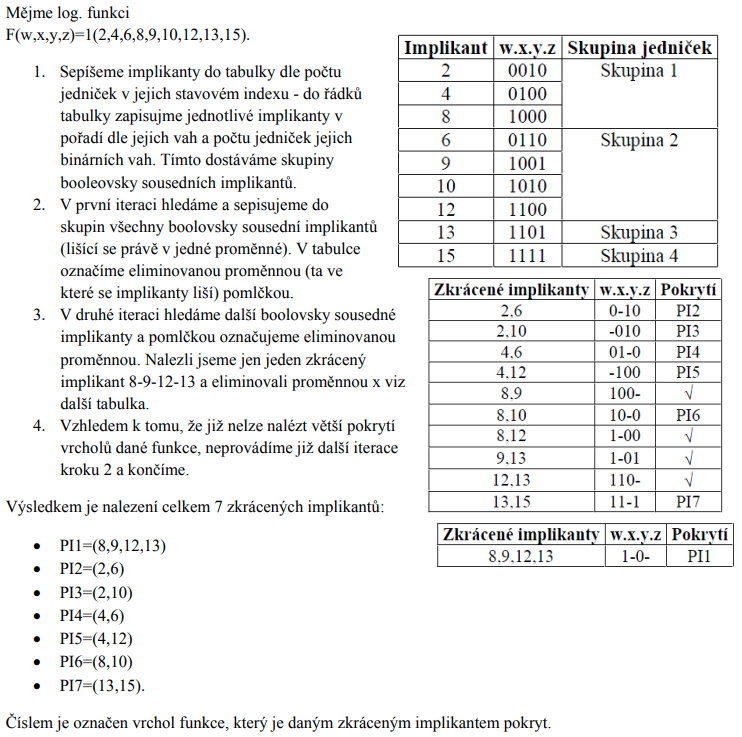 Mějme log. funkci
F(w,x,y,z)=1(2,4,6,8,9,10,12,13,15).
1. Sepíšeme implikanty do tabulky dle počtu
jedniček v jejich stavovém indexu - do řádků
tabulky zapisujme jednotlivé implikanty v
pořadí dle jejich vah a počtu jedniček jejich
binárních vah. Tímto dostáváme skupiny
booleovsky sousedních implikantů.
2. V první iteraci hledáme a sepisujeme do
skupin všechny boolovsky sousední implikantů
(lišící se právě v jedné proměnné). V tabulce
označíme eliminovanou proměnnou (ta ve
které se implikanty liší) pomlčkou.
3. V druhé iteraci hledáme další boolovsky sousedné
implikanty a pomlčkou označujeme eliminovanou
proměnnou. Nalezli jsme jen jeden zkrácený
implikant 8-9-12-13 a eliminovali proměnnou x viz
další tabulka.
4. Vzhledem k tomu, že již nelze nalézt větší pokrytí
vrcholů dané funkce, neprovádíme již další iterace
kroku 2 a končíme.
Výsledkem je nalezení celkem 7 zkrácených implikantů:
• PI1=(8,9,12,13)
• PI2=(2,6)
• PI3=(2,10)
• PI4=(4,6)
• PI5=(4,12)
• PI6=(8,10)
• PI7=(13,15).
Číslem je označen vrchol funkce, který je daným zkráceným implikantem pokryt.
Implikant w.x.y.z Skupina jedniček
2 0010 Skupina 1
4 0100
8 1000
6 0110 Skupina 2
9 1001
10 1010
12 1100
13 1101 Skupina 3
15 1111 Skupina 4
Zkrácené implikanty w.x.y.z Pokrytí
2,6 0-10 PI2
2,10 -010 PI3
4,6 01-0 PI4
4,12 -100 PI5
8,9 100- √
8,10 10-0 PI6
8,12 1-00 √
9,13 1-01 √
12,13 110- √
13,15 11-1 PI7
Zkrácené implikanty w.x.y.z Pokrytí
8,9,12,13 1-0- PI1